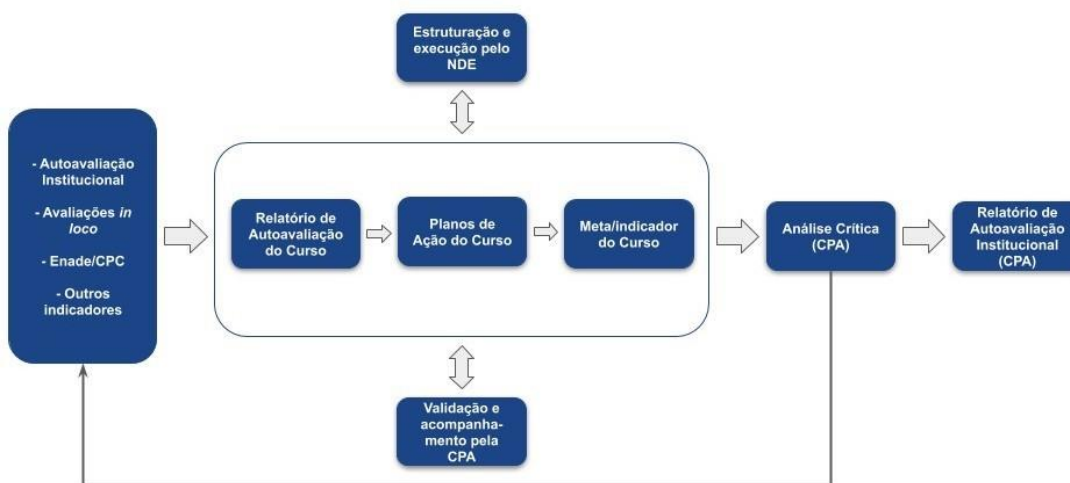 Estruturação e
execução pelo
NDE
- Autoavaliação
Institucional
- Avaliações in
loco
- Enade/CPC
- Outros
indicadores
Relatório de
Autoavaliação
do Curso
Planos de
Ação do Curso
Meta/indicador
do Curso
Análise Crítica
(CPA)
Relatório de
Autoavaliação
Institucional
(CPA)
Validação e
acompanha-
mento pela
CPA